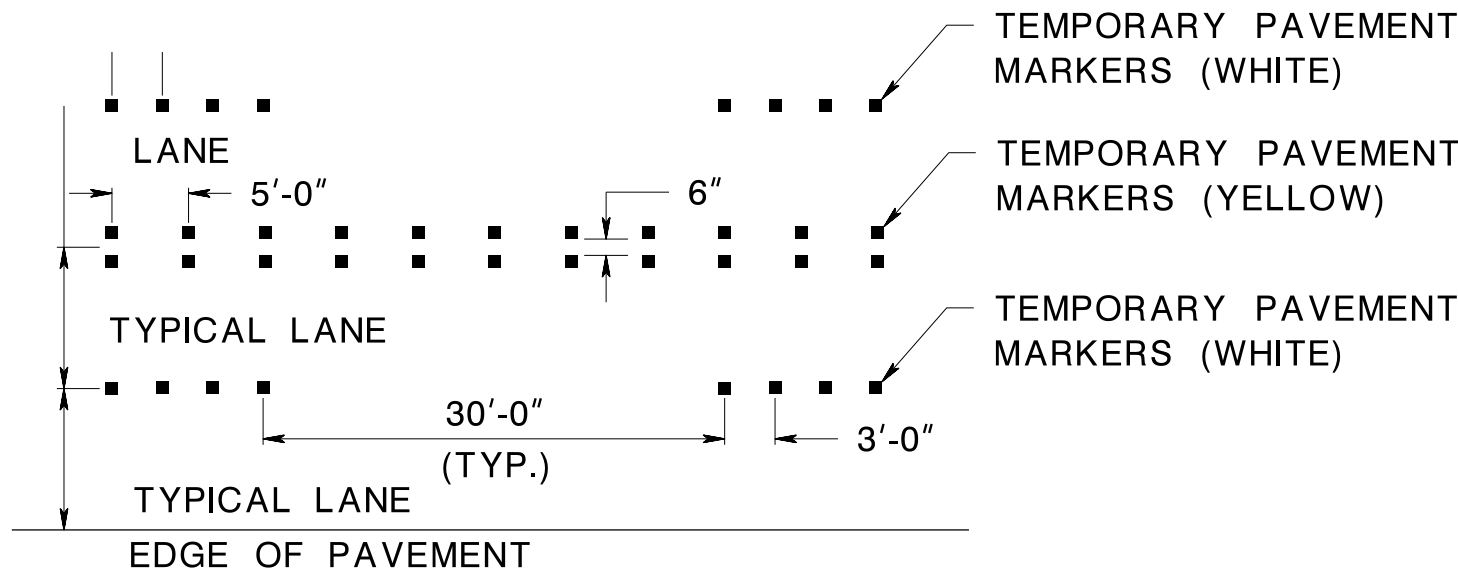 TEMPORARY PAVEMENT
MARKERS (WHITE)
LANE
5'-0"
6"
TEMPORARY PAVEMENT
MARKERS (YELLOW)
TYPICAL LANE
TEMPORARY PAVEMENT
MARKERS (WHITE)
30'-0"
(TYP.)
3'-0"
TYPICAL LANE
EDGE OF PAVEMENT